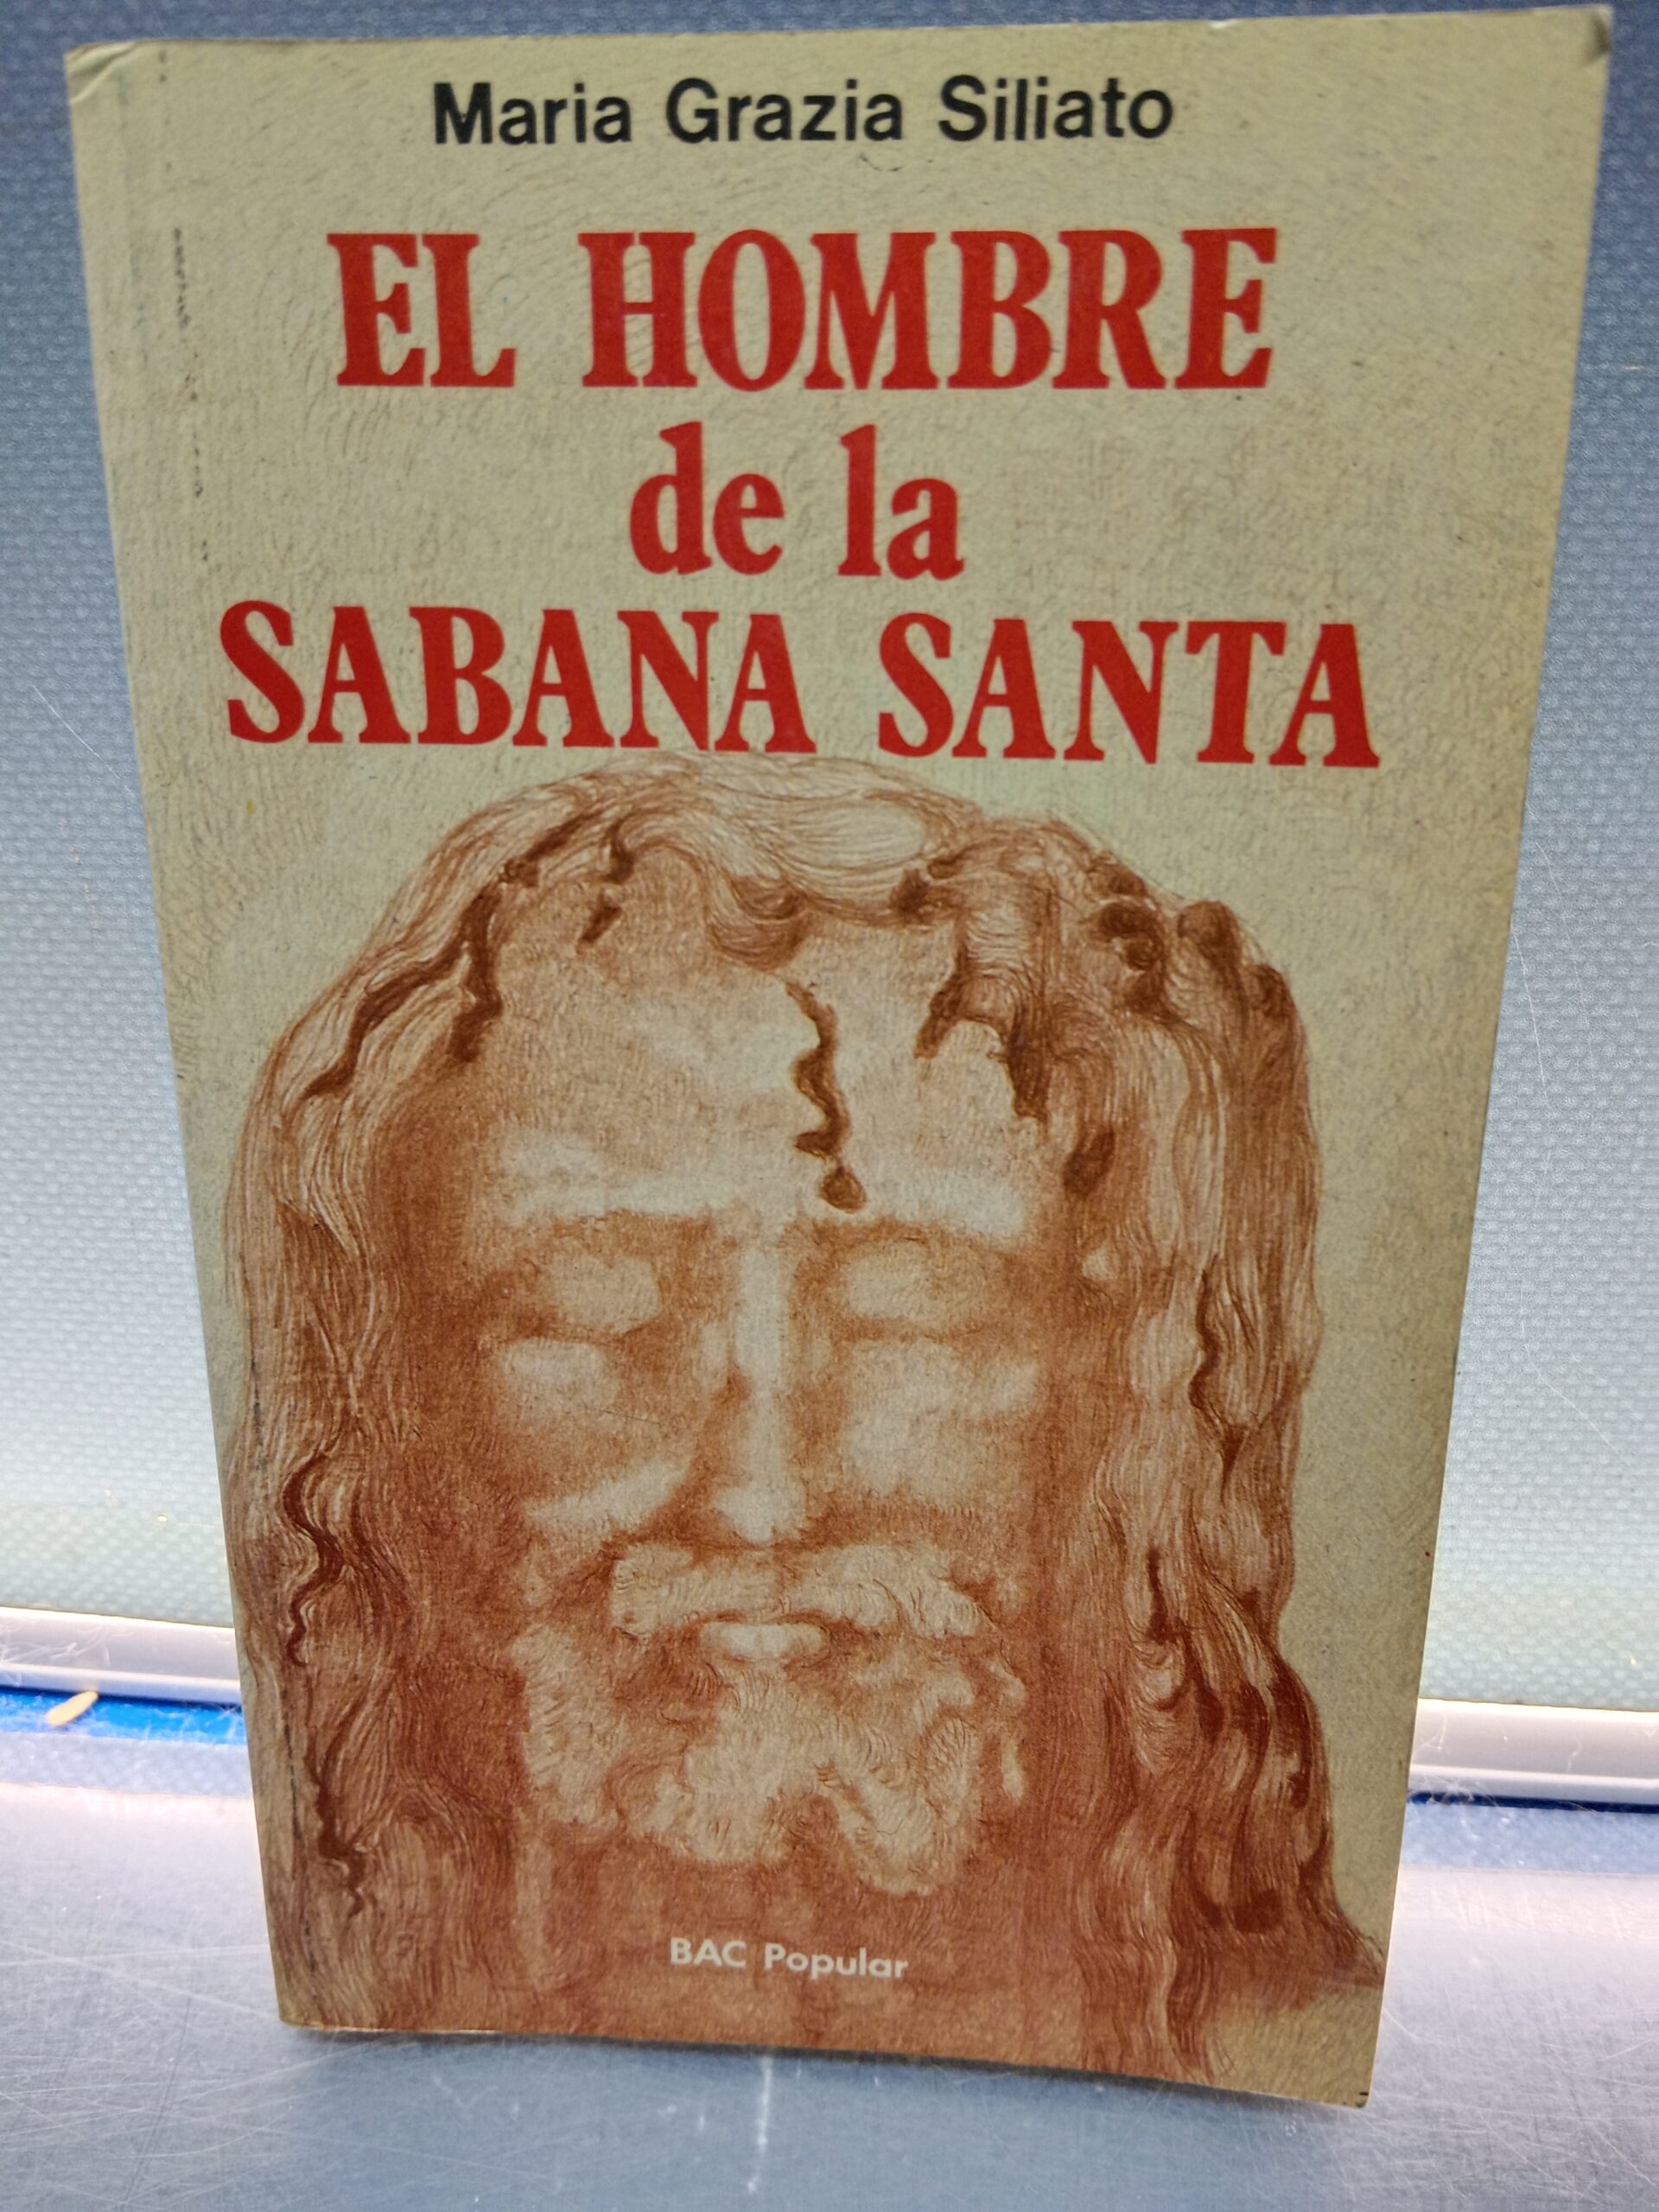 Maria Grazia Siliato
EL HOMBRE
de la
SABANA SANTA
BAC Popular